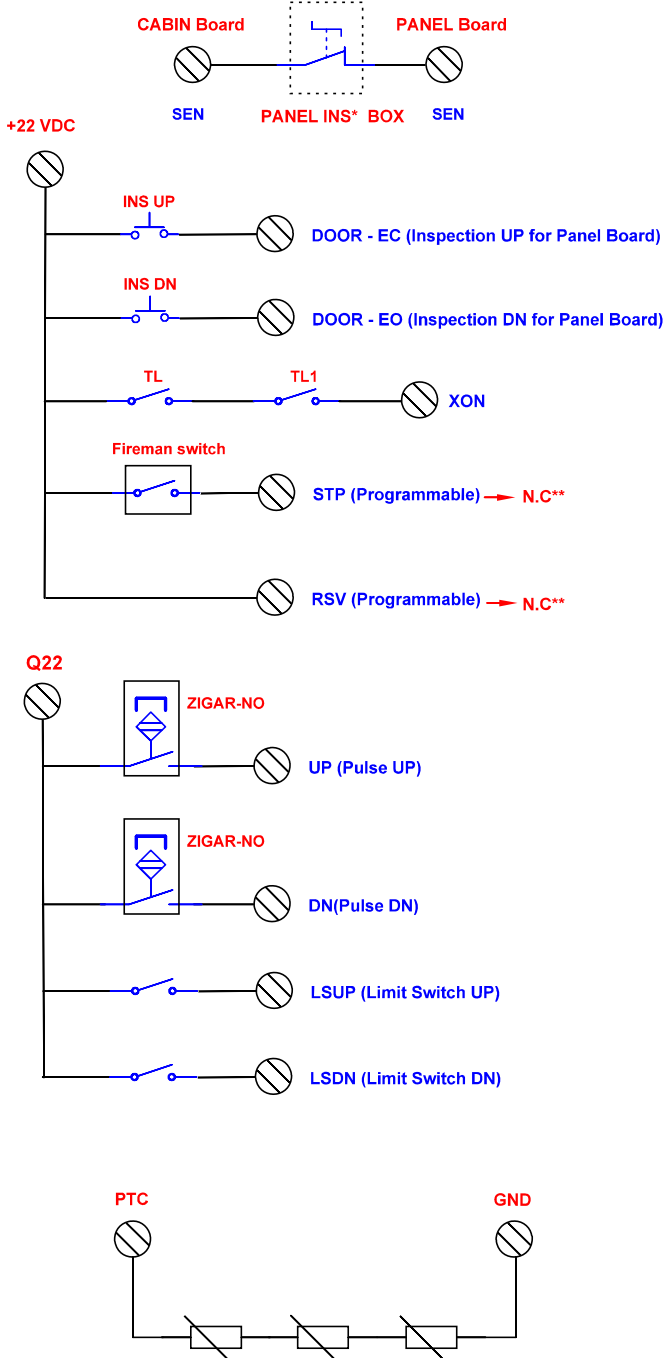 CABIN Board
PANEL Board
SEN
PANEL INS* BOX
SEN
+22 VDC
INS UP
DOOR - EC (Inspection UP for Panel Board)
INS DN
DOOR - EO (Inspection DN for Panel Board)
TL
TL1
XON
Fireman switch
STP (Programmable)
N.C**
RSV (Programmable)
N.C**
Q22
ZIGAR-NO
UP (Pulse UP)
ZIGAR-NO
DN(Pulse DN)
LSUP (Limit Switch UP)
LSDN (Limit Switch DN)
PTC
GND